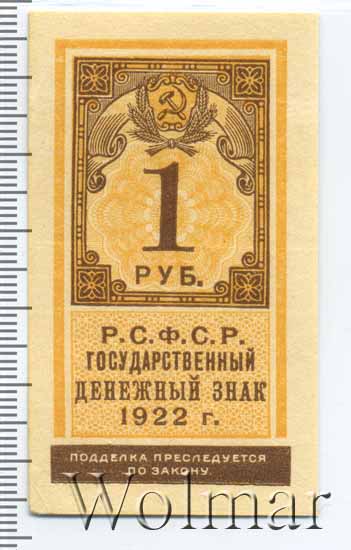 1
РУБ.
Р.С.Ф.С.Р.
ГОСУДАРСТВЕННЫЙ
ДЕНЕЖНЫЙ ЗНАК
1922 г.
ПОДДЕЛКА ПРЕСЛЕДУЕТСЯ
ПО ЗАКОНУ
Wolmar